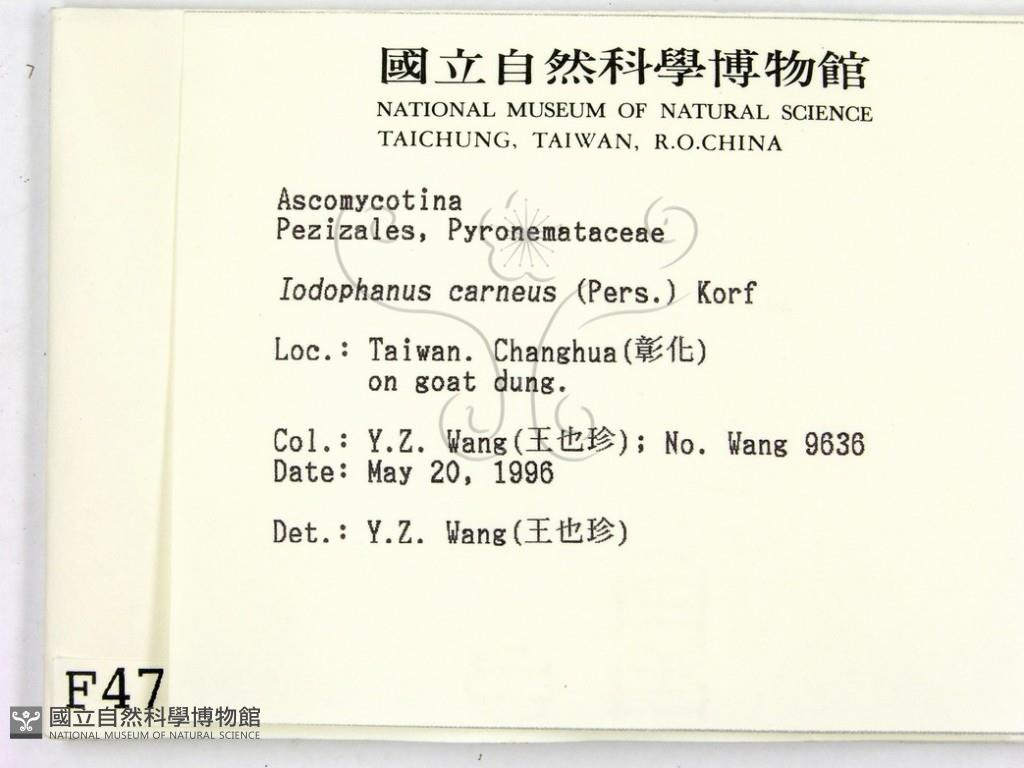 國立自然科學博物館
NATIONAL MUSEUM OF NATURAL SCIENCE
TAICHUNG, TAIWAN, R.O.CHINA
Ascomycotina
Pezizales, Pyronemataceae
Iodophanus carneus (Pers.) Korf
Loc.: Taiwan. Changhua(彰化)
on goat dung.
Col.: Y.Z. Wang(王也珍); No. Wang 9636
Date: May 20, 1996
Det.: Y.Z. Wang(王也珍)
F47
國立自然科學博物館
NATIONAL MUSEUM OF NATURAL SCIENCE